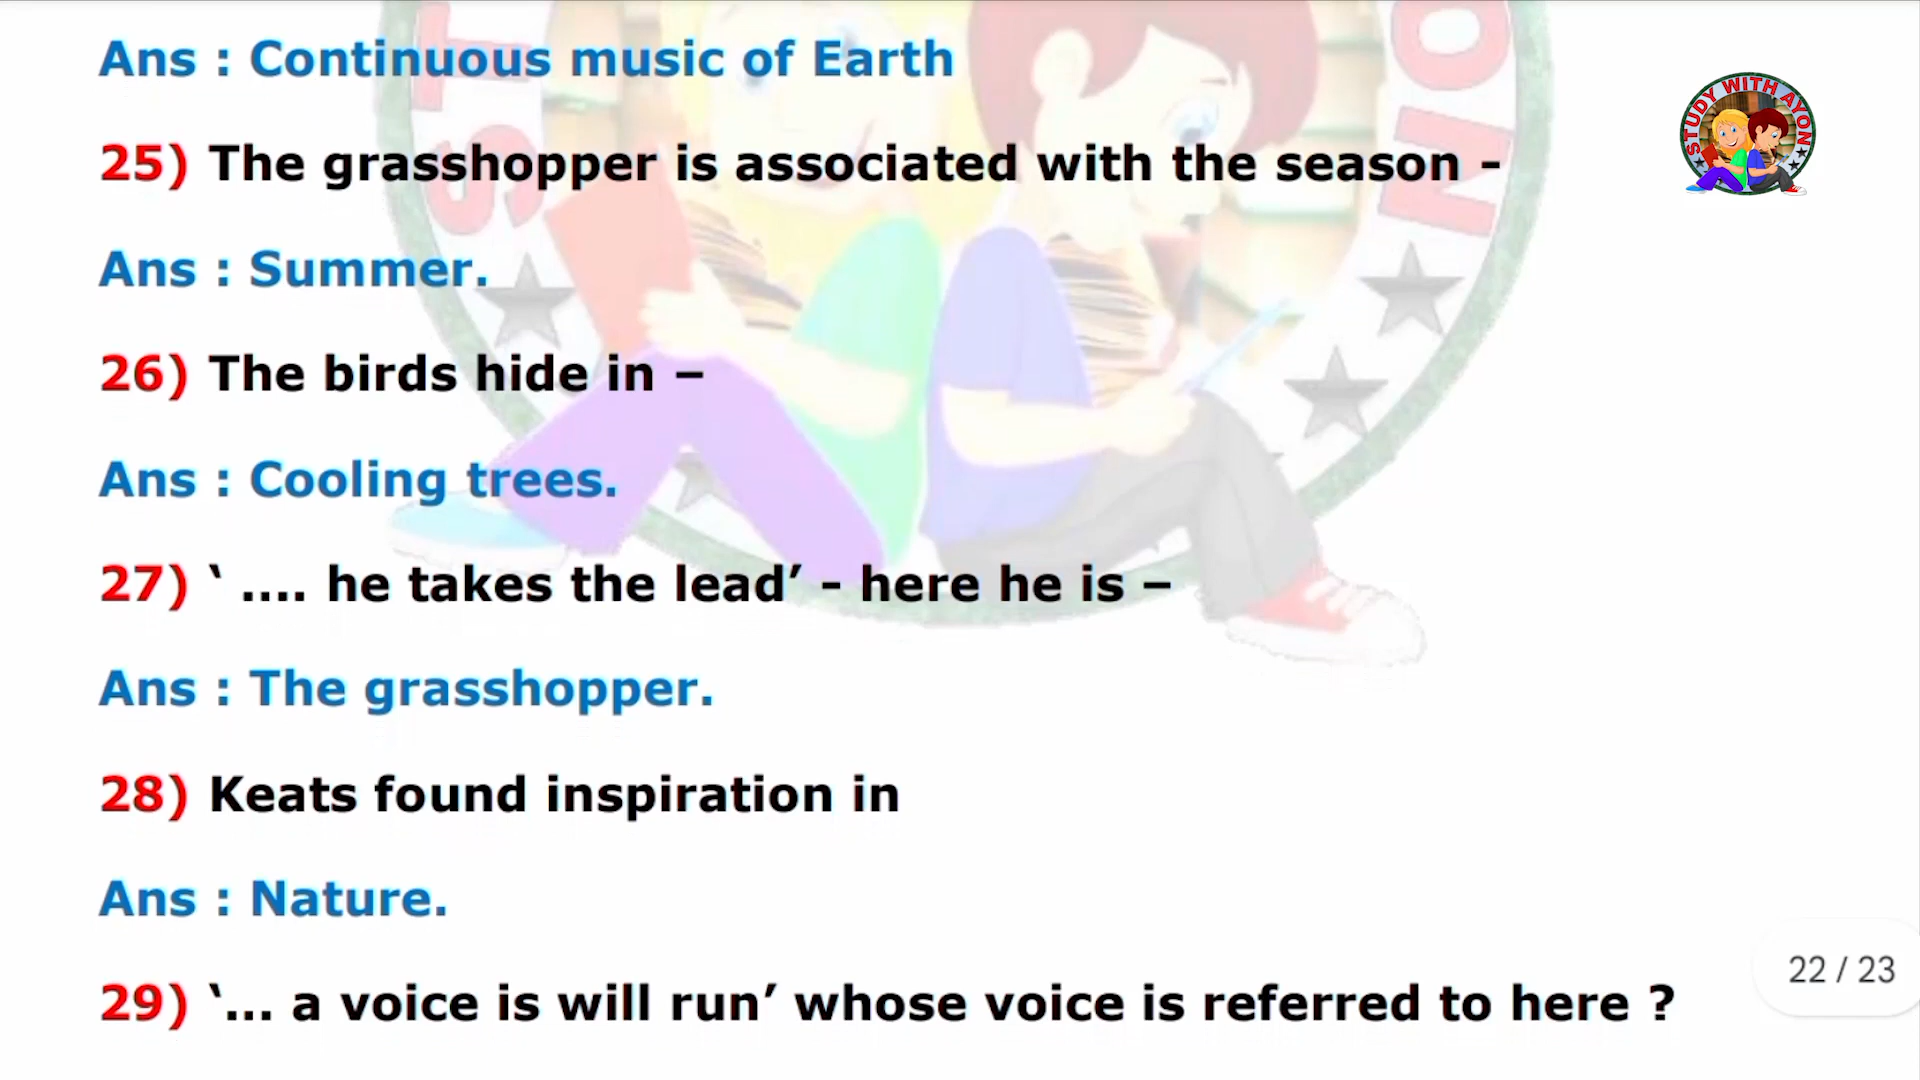 Ans : Continuous music of Earth
25) The grasshopper is associated with the season -
Ans : Summer.
26) The birds hide in –
Ans : Cooling trees.
27) ‘ .... he takes the lead’ - here he is –
Ans : The grasshopper.
28) Keats found inspiration in
Ans : Nature.
29) ‘... a voice is will run’ whose voice is referred to here ?
STUDY WITH AYON
22 / 23